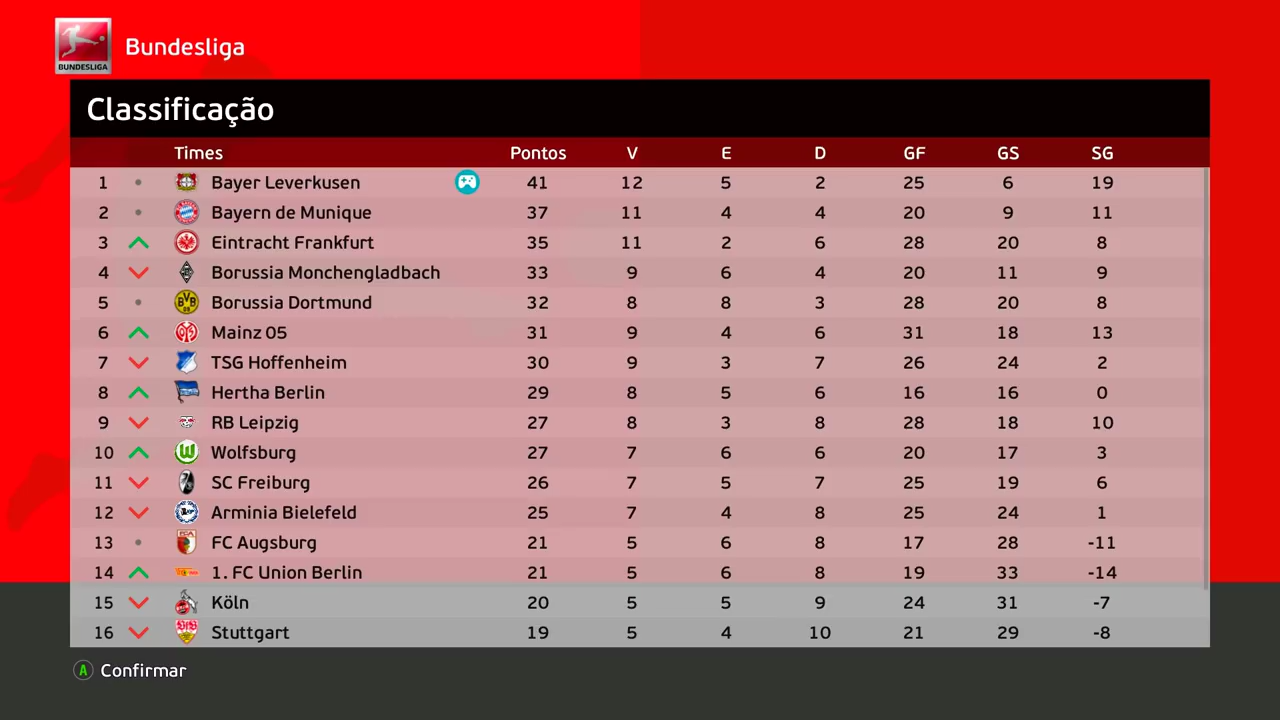 BUNDESLIGA
Bundesliga
Classificação
Times Pontos V E D GF GS SG
1 Bayer Leverkusen 41 12 5 2 25 6 19
2 Bayern de Munique 37 11 4 4 20 9 11
3 Eintracht Frankfurt 35 11 2 6 28 20 8
4 Borussia Monchengladbach 33 9 6 4 20 11 9
5 Borussia Dortmund 32 8 8 3 28 20 8
6 Mainz 05 31 9 4 6 31 18 13
7 TSG Hoffenheim 30 9 3 7 26 24 2
8 Hertha Berlin 29 8 5 6 16 16 0
9 RB Leipzig 27 8 3 8 28 18 10
10 Wolfsburg 27 7 6 6 20 17 3
11 SC Freiburg 26 7 5 7 25 19 6
12 Arminia Bielefeld 25 7 4 8 25 24 1
13 FC Augsburg 21 5 6 8 17 28 -11
14 1. FC Union Berlin 21 5 6 8 19 33 -14
15 Köln 20 5 5 9 24 31 -7
16 Stuttgart 19 5 4 10 21 29 -8
A Confirmar